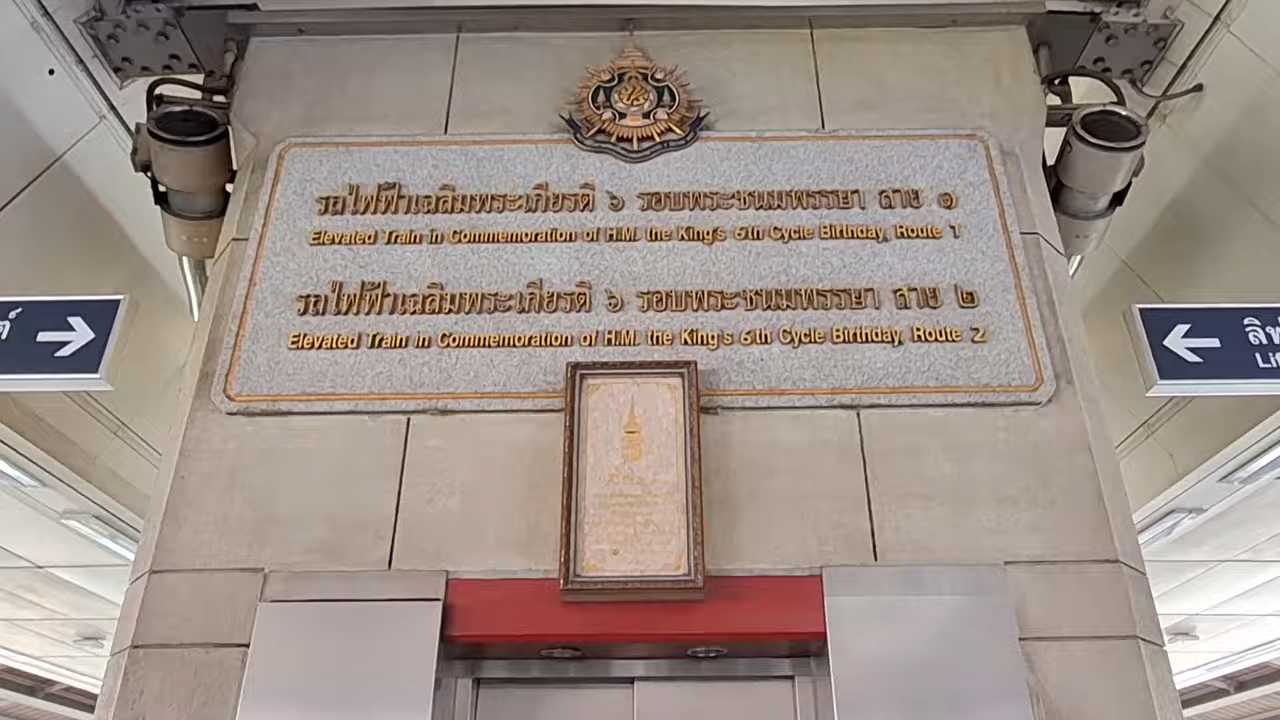 รถไฟฟ้าเฉลิมพระเกียรติ ๖ รอบพระชนมพรรษา สาย ๑
Elevated Train in Commemoration of H.M. the King's 6th Cycle Birthday, Route 1
รถไฟฟ้าเฉลิมพระเกียรติ ๖ รอบพระชนมพรรษา สาย ๒
Elevated Train in Commemoration of H.M. the King's 6th Cycle Birthday, Route 2